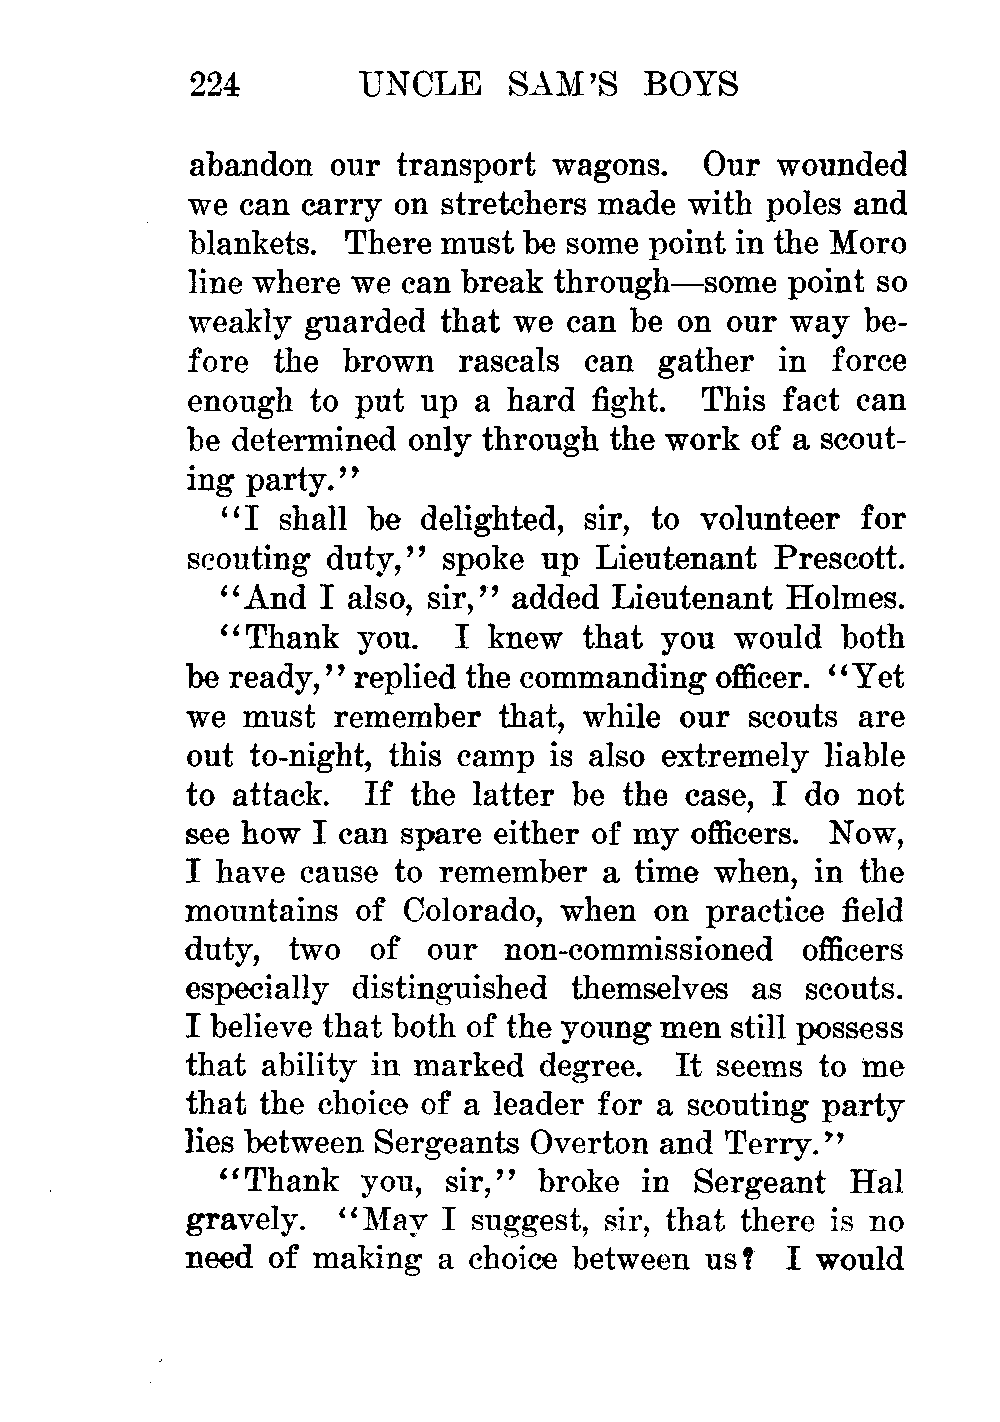 224 UNCLE SAM'S BOYS
abandon our transport wagons. Our wounded
we can carry on stretchers made with poles and
blankets. There must be some point in the Moro
line where we can break through—some point so
weakly guarded that we can be on our way be-
fore the brown rascals can gather in force
enough to put up a hard fight. This fact can
be determined only through the work of a scout-
ing party.”
“I shall be delighted, sir, to volunteer for
scouting duty,” spoke up Lieutenant Prescott.
“And I also, sir,” added Lieutenant Holmes.
“Thank you. I knew that you would both
be ready,” replied the commanding officer. “Yet
we must remember that, while our scouts are
out to-night, this camp is also extremely liable
to attack. If the latter be the case, I do not
see how I can spare either of my officers. Now,
I have cause to remember a time when, in the
mountains of Colorado, when on practice field
duty, two of our non-commissioned officers
especially distinguished themselves as scouts.
I believe that both of the young men still possess
that ability in marked degree. It seems to me
that the choice of a leader for a scouting party
lies between Sergeants Overton and Terry.”
“Thank you, sir,” broke in Sergeant Hal
gravely. “May I suggest, sir, that there is no
need of making a choice between us? I would